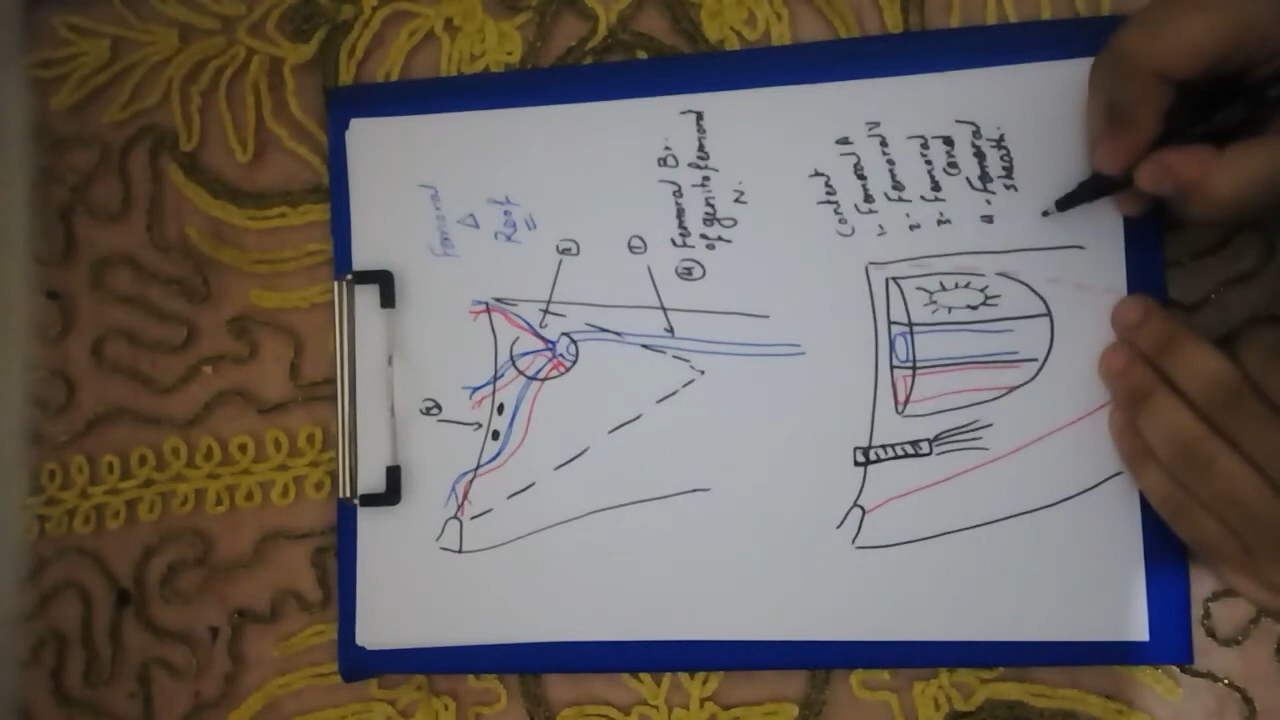 Femoral
Δ
Roof
③
②
①
④ Femoral Br.
of genitofemoral
N.
Content
1- Femoral A
2- Femoral V
3- Femoral
Canal
4- Femoral
sheath.